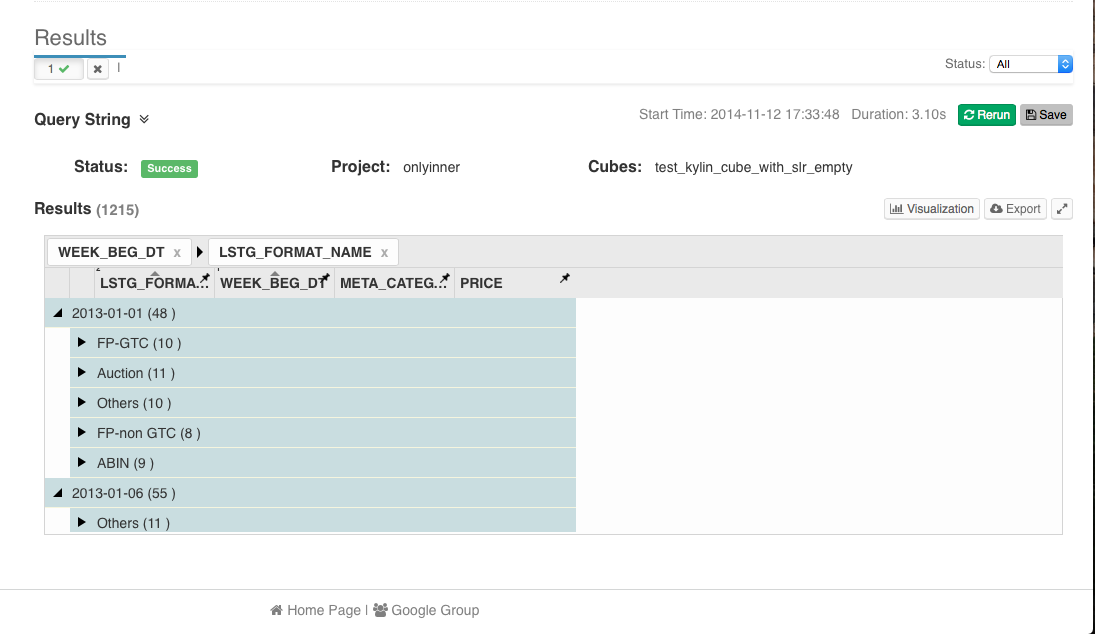 Results
1
Status: All
Query String
Start Time: 2014-11-12 17:33:48 Duration: 3.10s Rerun Save
Status: Success Project: onlyinner Cubes: test_kylin_cube_with_slr_empty
Results (1215)
Visualization Export
WEEK_BEG_DT x LSTG_FORMAT_NAME x
2 LSTG_FORMA... 1 WEEK_BEG_DT META_CATEG... PRICE
2013-01-01 (48 )
FP-GTC (10 )
Auction (11 )
Others (10 )
FP-non GTC (8 )
ABIN (9 )
2013-01-06 (55 )
Others (11 )
Home Page | Google Group